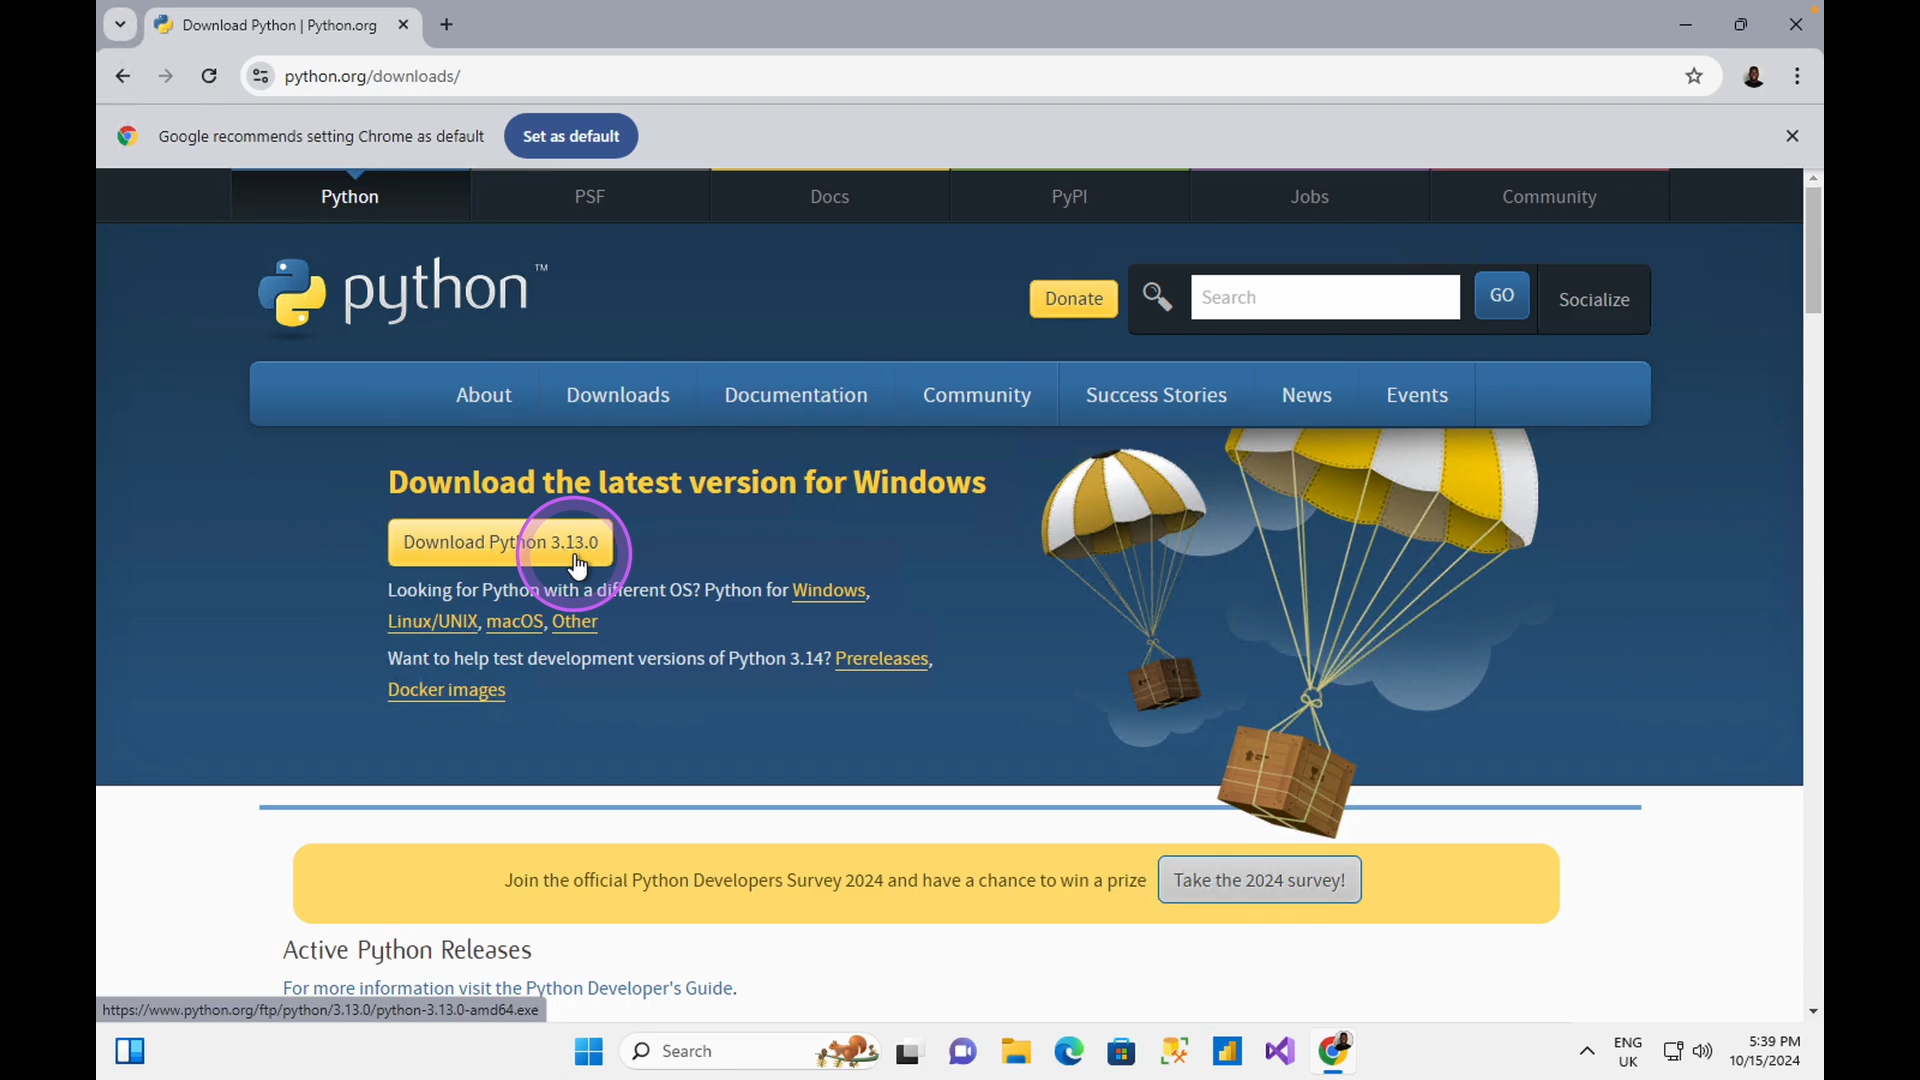 Download Python | Python.org
python.org/downloads/
Google recommends setting Chrome as default
Set as default
Python
PSF
Docs
PyPI
Jobs
Community
python™
Donate
Search
GO
Socialize
About
Downloads
Documentation
Community
Success Stories
News
Events
Download the latest version for Windows
Download Python 3.13.0
Looking for Python with a different OS? Python for Windows,
Linux/UNIX, macOS, Other
Want to help test development versions of Python 3.14? Prereleases,
Docker images
Join the official Python Developers Survey 2024 and have a chance to win a prize
Take the 2024 survey!
Active Python Releases
For more information visit the Python Developer's Guide.
https://www.python.org/ftp/python/3.13.0/python-3.13.0-amd64.exe
Search
ENG
UK
5:39 PM
10/15/2024